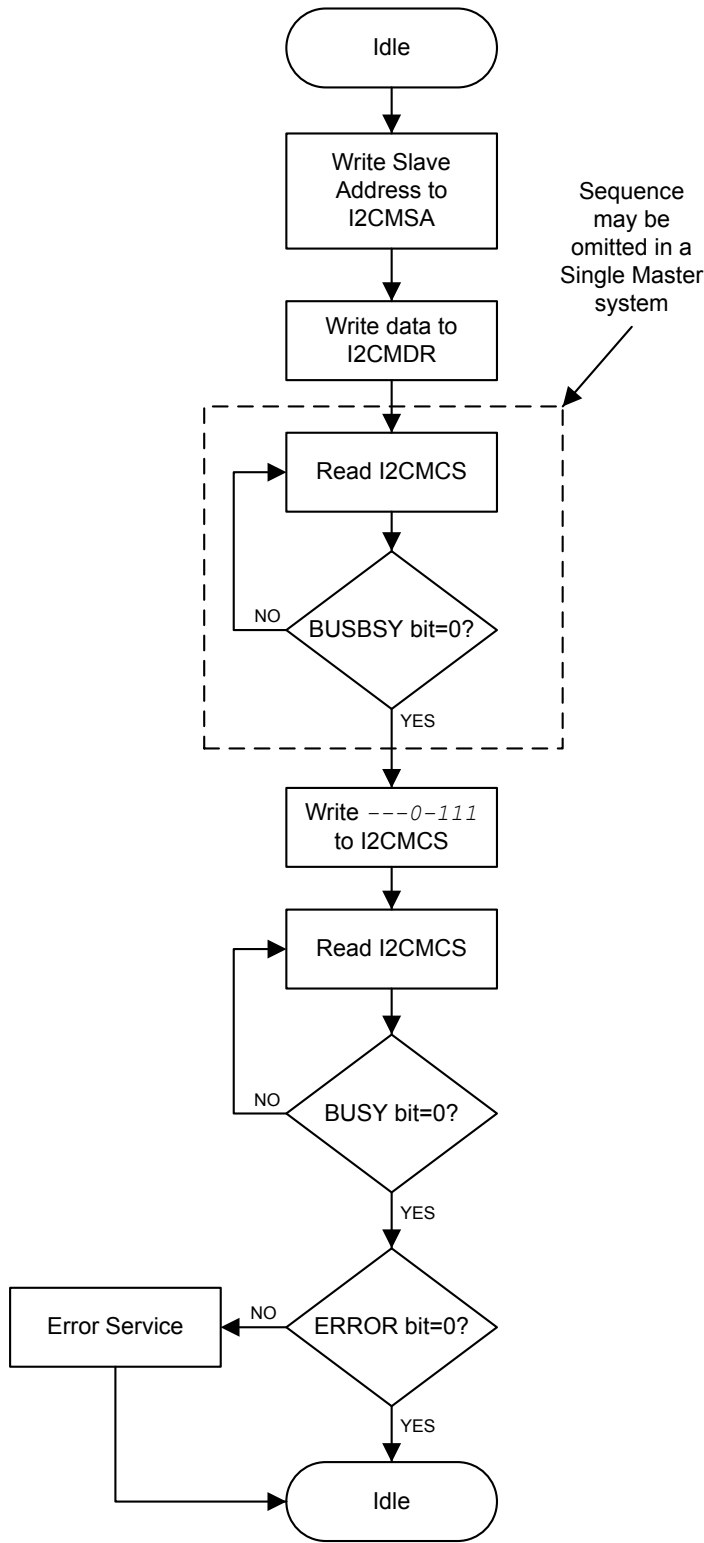 Idle
Write Slave
Address to
I2CMSA
Sequence
may be
omitted in a
Single Master
system
Write data to
I2CMDR
Read I2CMCS
NO
BUSBSY bit=0?
YES
Write ---0-111
to I2CMCS
Read I2CMCS
NO
BUSY bit=0?
YES
Error Service
NO
ERROR bit=0?
YES
Idle